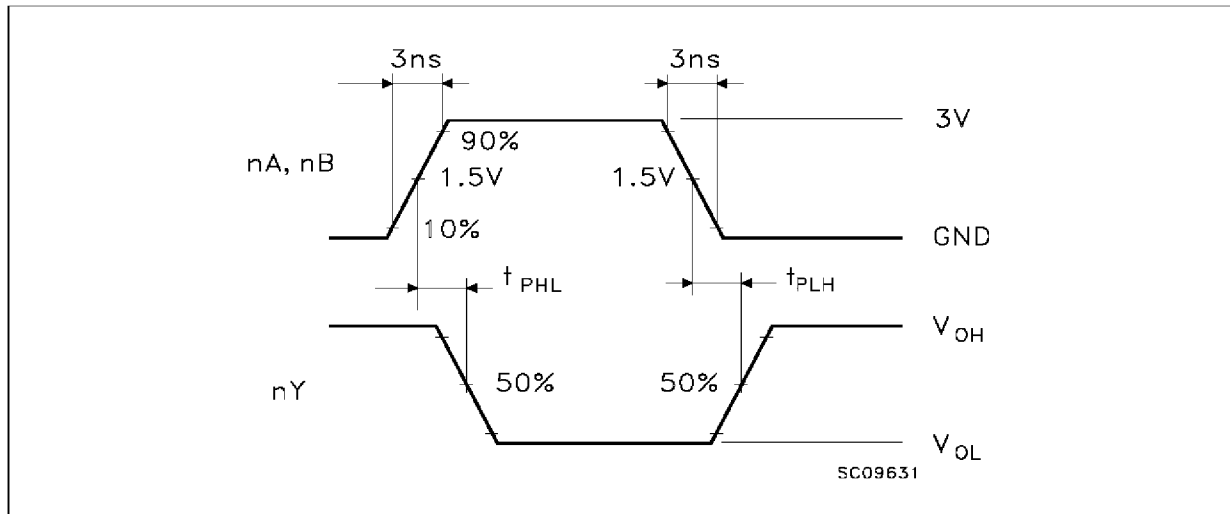 3ns 3ns
3V
90%
nA, nB 1.5V 1.5V
10% GND
t PHL tPLH
VOH
50% 50%
nY
VOL
SC09631